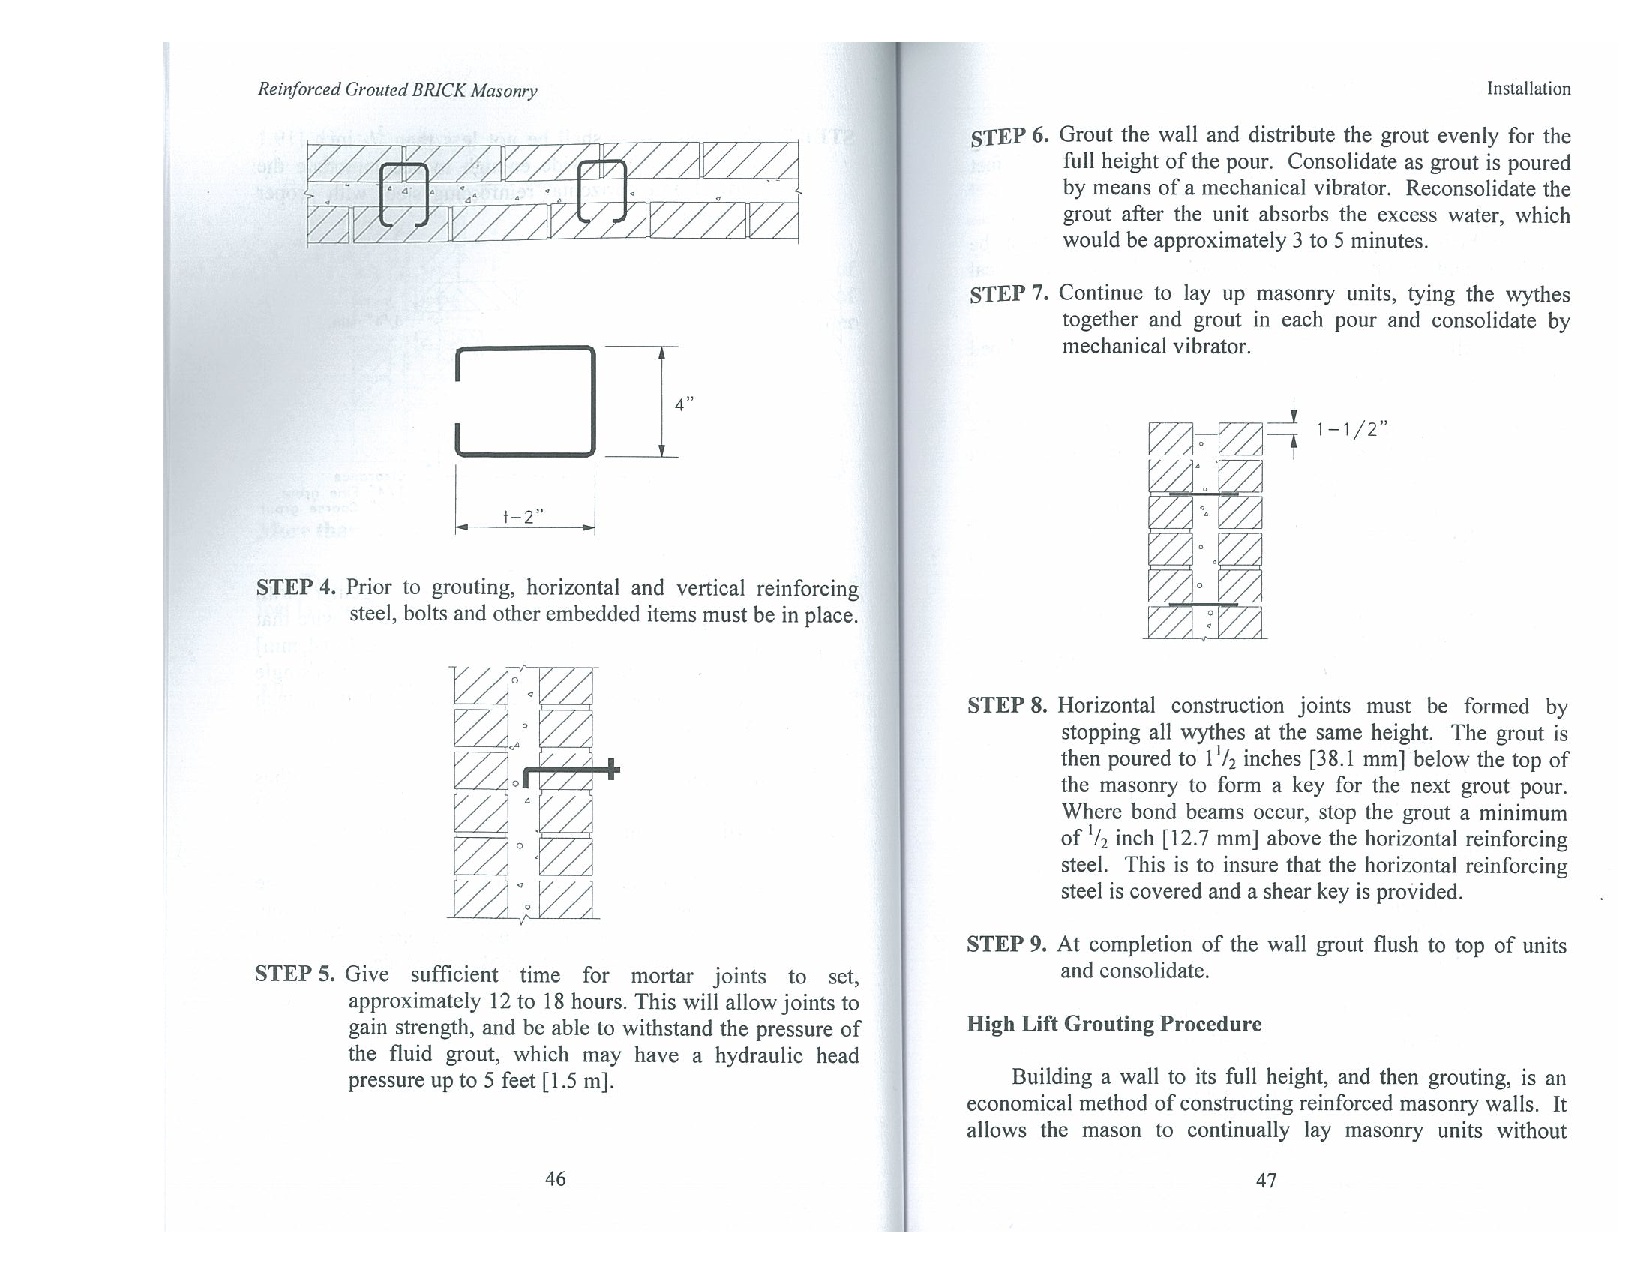 Reinforced Grouted BRICK Masonry
4"
t-2"
STEP 4. Prior to grouting, horizontal and vertical reinforcing
steel, bolts and other embedded items must be in place.
STEP 5. Give sufficient time for mortar joints to set,
approximately 12 to 18 hours. This will allow joints to
gain strength, and be able to withstand the pressure of
the fluid grout, which may have a hydraulic head
pressure up to 5 feet [1.5 m].
46
Installation
STEP 6. Grout the wall and distribute the grout evenly for the
full height of the pour. Consolidate as grout is poured
by means of a mechanical vibrator. Reconsolidate the
grout after the unit absorbs the excess water, which
would be approximately 3 to 5 minutes.
STEP 7. Continue to lay up masonry units, tying the wythes
together and grout in each pour and consolidate by
mechanical vibrator.
1-1/2"
STEP 8. Horizontal construction joints must be formed by
stopping all wythes at the same height. The grout is
then poured to 1 1/2 inches [38.1 mm] below the top of
the masonry to form a key for the next grout pour.
Where bond beams occur, stop the grout a minimum
of 1/2 inch [12.7 mm] above the horizontal reinforcing
steel. This is to insure that the horizontal reinforcing
steel is covered and a shear key is provided.
STEP 9. At completion of the wall grout flush to top of units
and consolidate.
High Lift Grouting Procedure
Building a wall to its full height, and then grouting, is an
economical method of constructing reinforced masonry walls. It
allows the mason to continually lay masonry units without
47